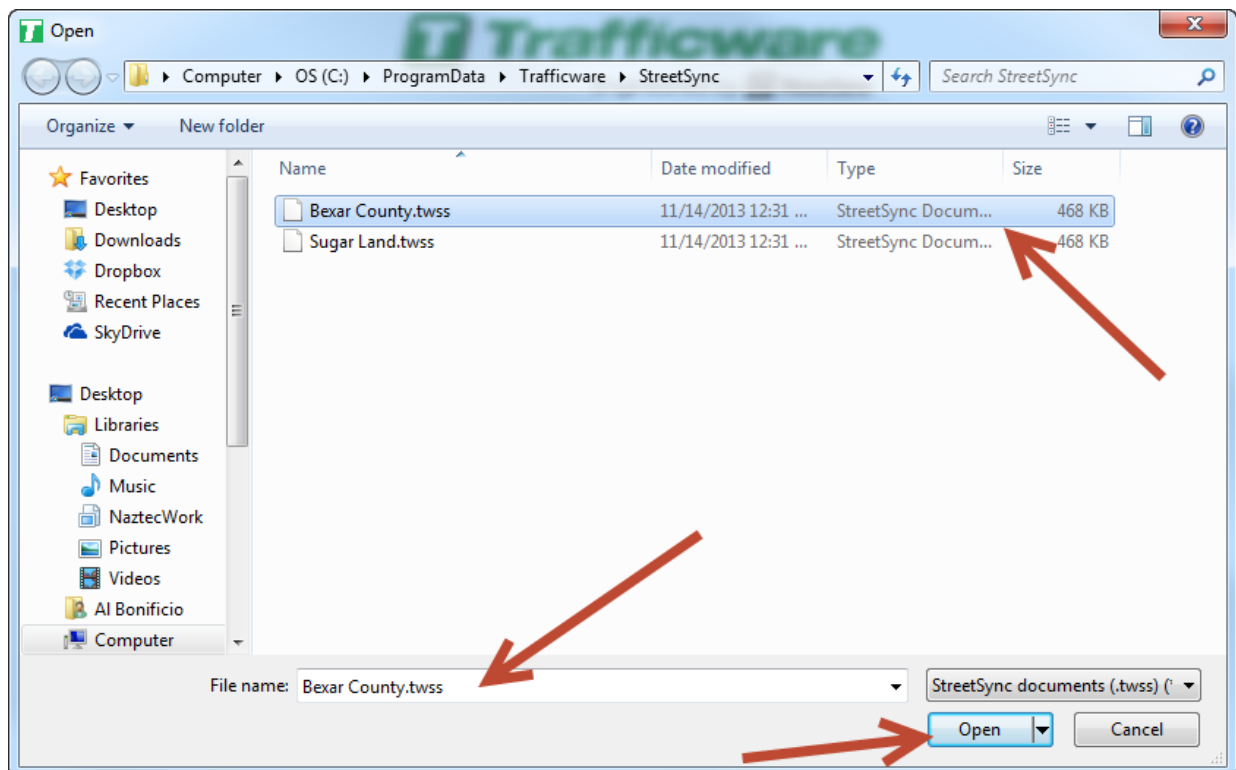 Open
Trafficware
Computer ▸ OS (C:) ▸ ProgramData ▸ Trafficware ▸ StreetSync
Search StreetSync
Organize New folder
Name Date modified Type Size
Bexar County.twss 11/14/2013 12:31 ... StreetSync Docum... 468 KB
Sugar Land.twss 11/14/2013 12:31 ... StreetSync Docum... 468 KB
Favorites
Desktop
Downloads
Dropbox
Recent Places
SkyDrive
Desktop
Libraries
Documents
Music
NaztecWork
Pictures
Videos
Al Bonificio
Computer
File name: Bexar County.twss StreetSync documents (.twss) (
Open Cancel